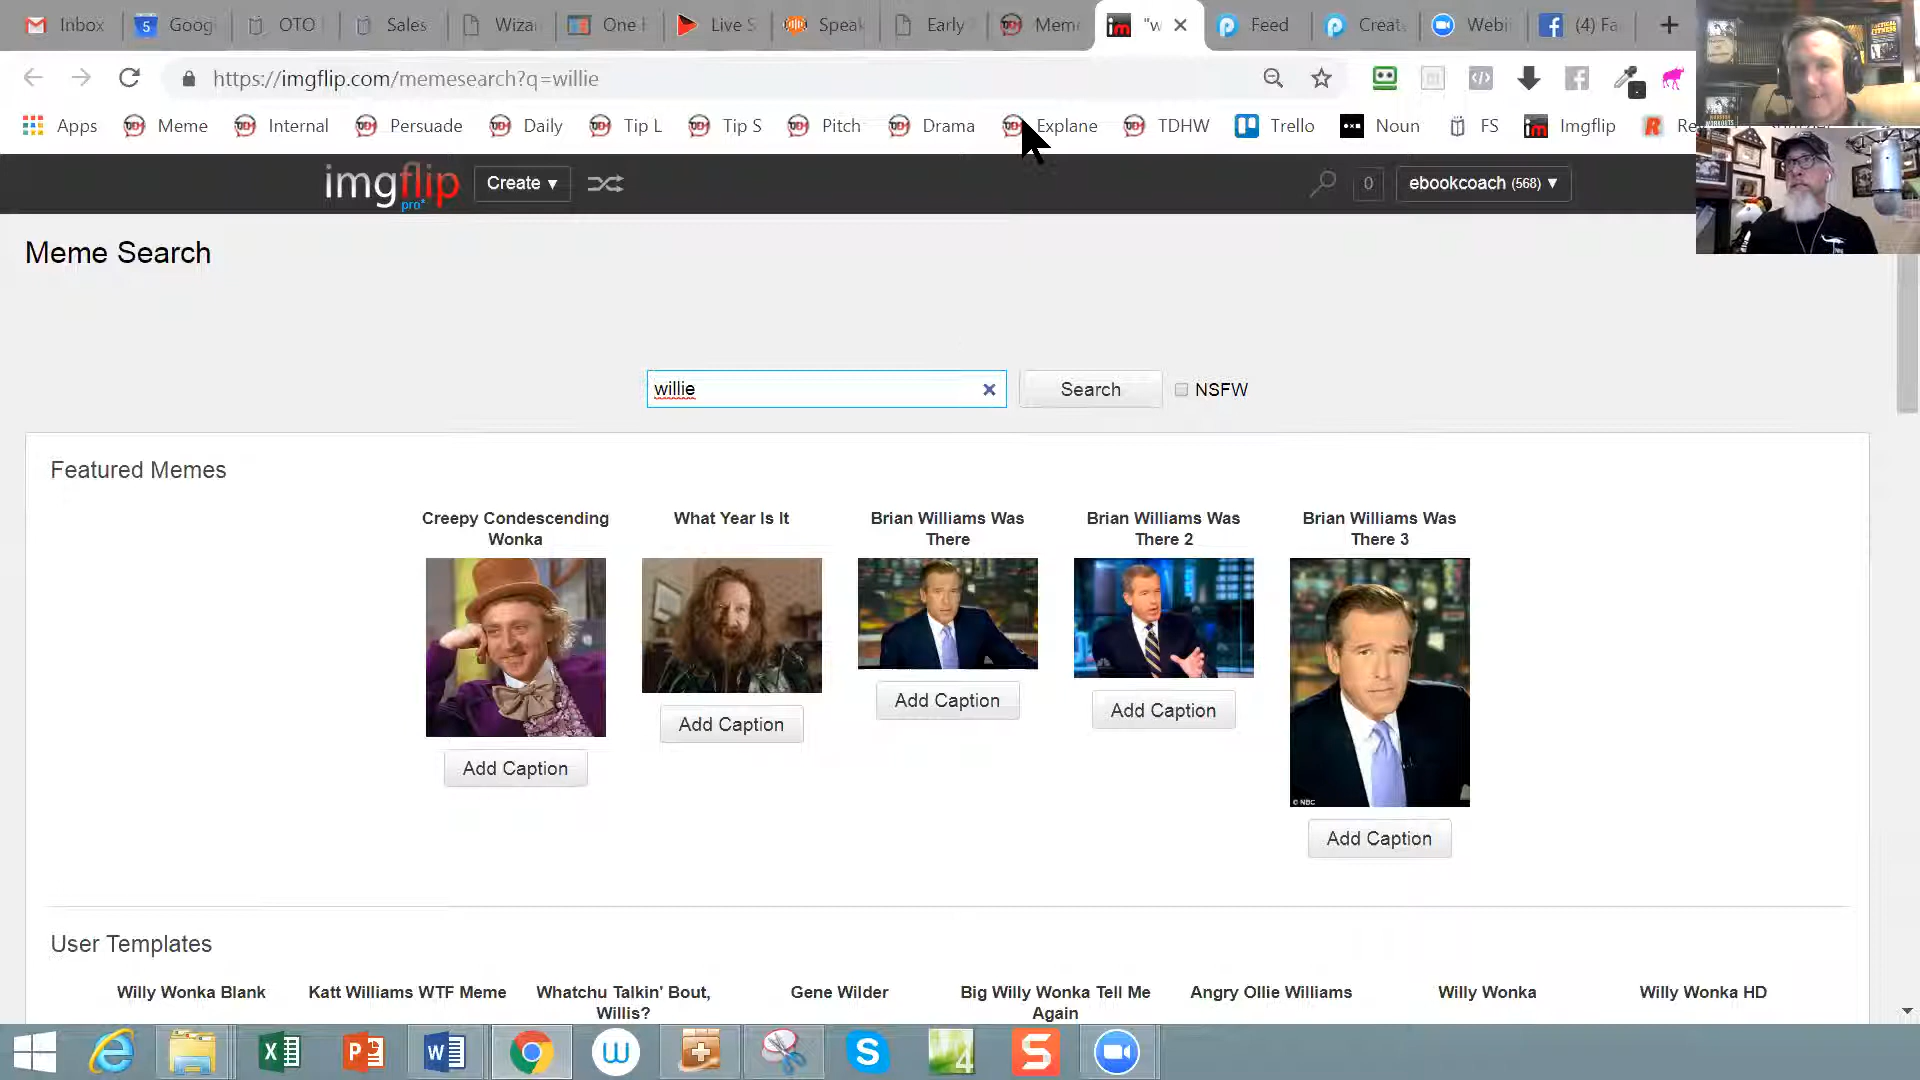 Inbox
5 Goog
OTO
Sales
Wiza
One
Live S
Speak
Early
Meme
"w
Feed
Creat
Webi
(4) Fa
https://imgflip.com/memesearch?q=willie
Apps
Meme
Internal
Persuade
Daily
Tip L
Tip S
Pitch
Drama
Explane
TDHW
Trello
Noun
FS
im Imgflip
R Re
imgflip
pro*
Create ▾
0
ebookcoach (568) ▼
Meme Search
willie
Search
NSFW
Featured Memes
Creepy Condescending
Wonka
Add Caption
What Year Is It
Add Caption
Brian Williams Was
There
Add Caption
Brian Williams Was
There 2
Add Caption
Brian Williams Was
There 3
© NBC
Add Caption
User Templates
Willy Wonka Blank
Katt Williams WTF Meme
Whatchu Talkin' Bout,
Willis?
Gene Wilder
Big Willy Wonka Tell Me
Again
Angry Ollie Williams
Willy Wonka
Willy Wonka HD